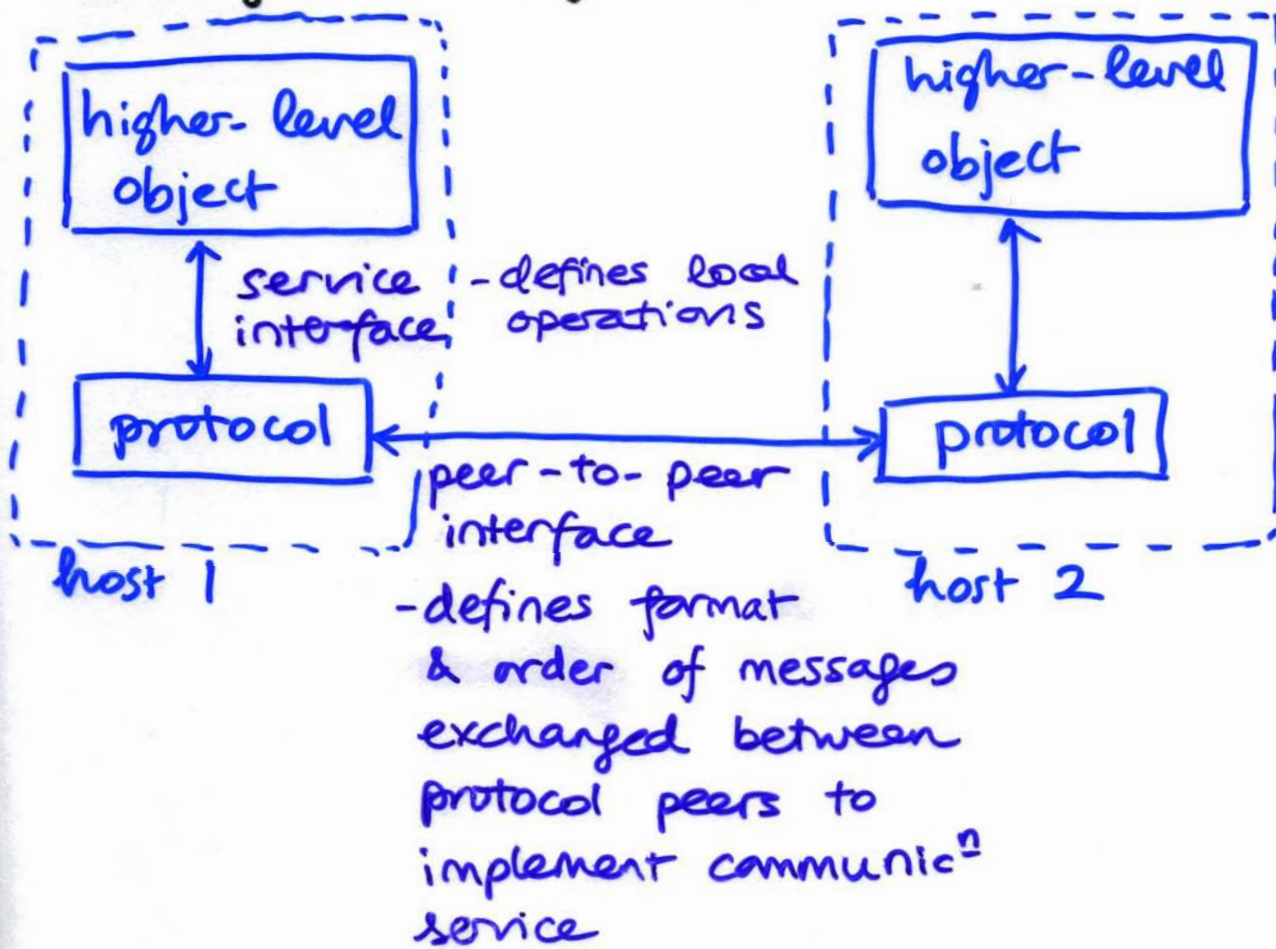 higher-level
object
service
interface
-defines local
operations
protocol
host 1
higher-level
object
protocol
host 2
peer-to-peer
interface
-defines format
& order of messages
exchanged between
protocol peers to
implement communicⁿ
service